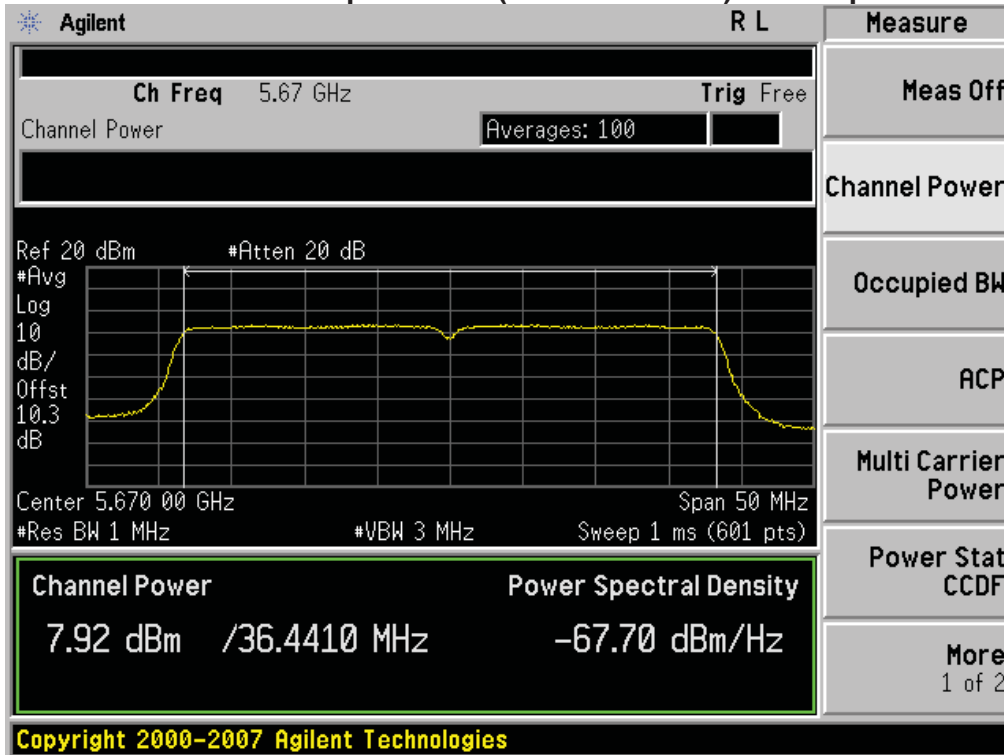 Agilent R L
Ch Freq 5.67 GHz Trig Free
Channel Power Averages: 100
Ref 20 dBm #Atten 20 dB
#Avg
Log
10
dB/
Offst
10.3
dB
Center 5.670 00 GHz Span 50 MHz
#Res BW 1 MHz #VBW 3 MHz Sweep 1 ms (601 pts)
Channel Power Power Spectral Density
7.92 dBm /36.4410 MHz -67.70 dBm/Hz
Copyright 2000-2007 Agilent Technologies
Measure
Meas Off
Channel Power
Occupied BW
ACP
Multi Carrier
Power
Power Stat
CCDF
More
1 of 2